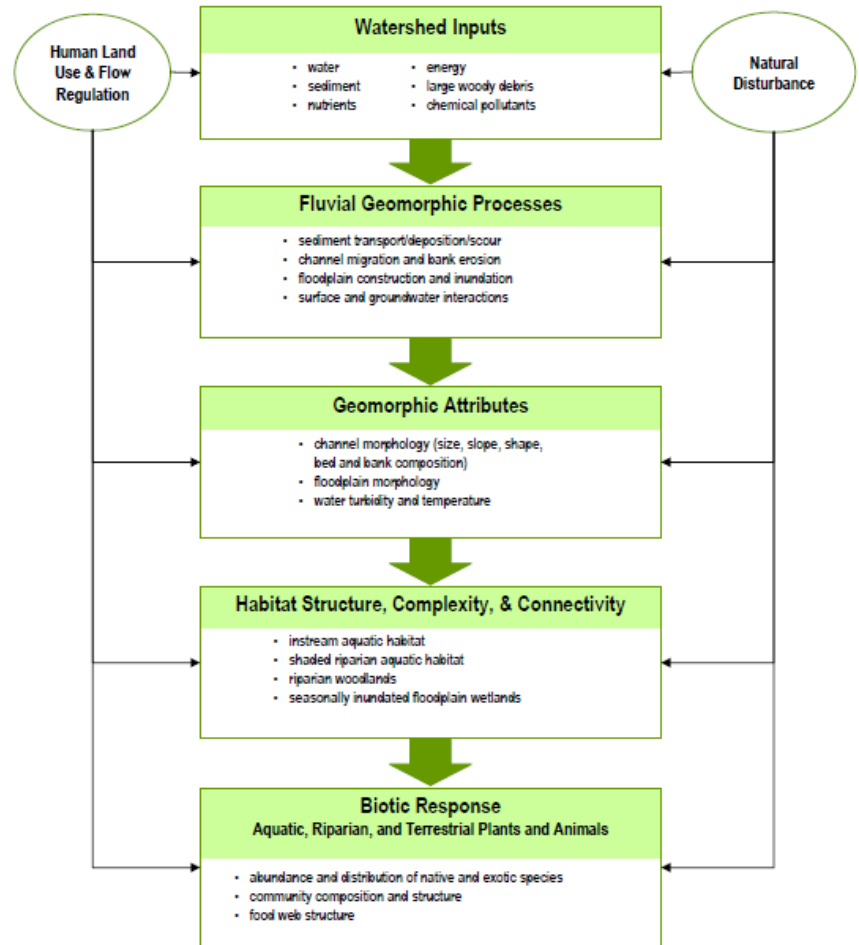 Human Land
Use & Flow
Regulation
Watershed Inputs
• water
• sediment
• nutrients
• energy
• large woody debris
• chemical pollutants
Natural
Disturbance
Fluvial Geomorphic Processes
• sediment transport/deposition/scour
• channel migration and bank erosion
• floodplain construction and inundation
• surface and groundwater interactions
Geomorphic Attributes
• channel morphology (size, slope, shape,
bed and bank composition)
• floodplain morphology
• water turbidity and temperature
Habitat Structure, Complexity, & Connectivity
• instream aquatic habitat
• shaded riparian aquatic habitat
• riparian woodlands
• seasonally inundated floodplain wetlands
Biotic Response
Aquatic, Riparian, and Terrestrial Plants and Animals
• abundance and distribution of native and exotic species
• community composition and structure
• food web structure